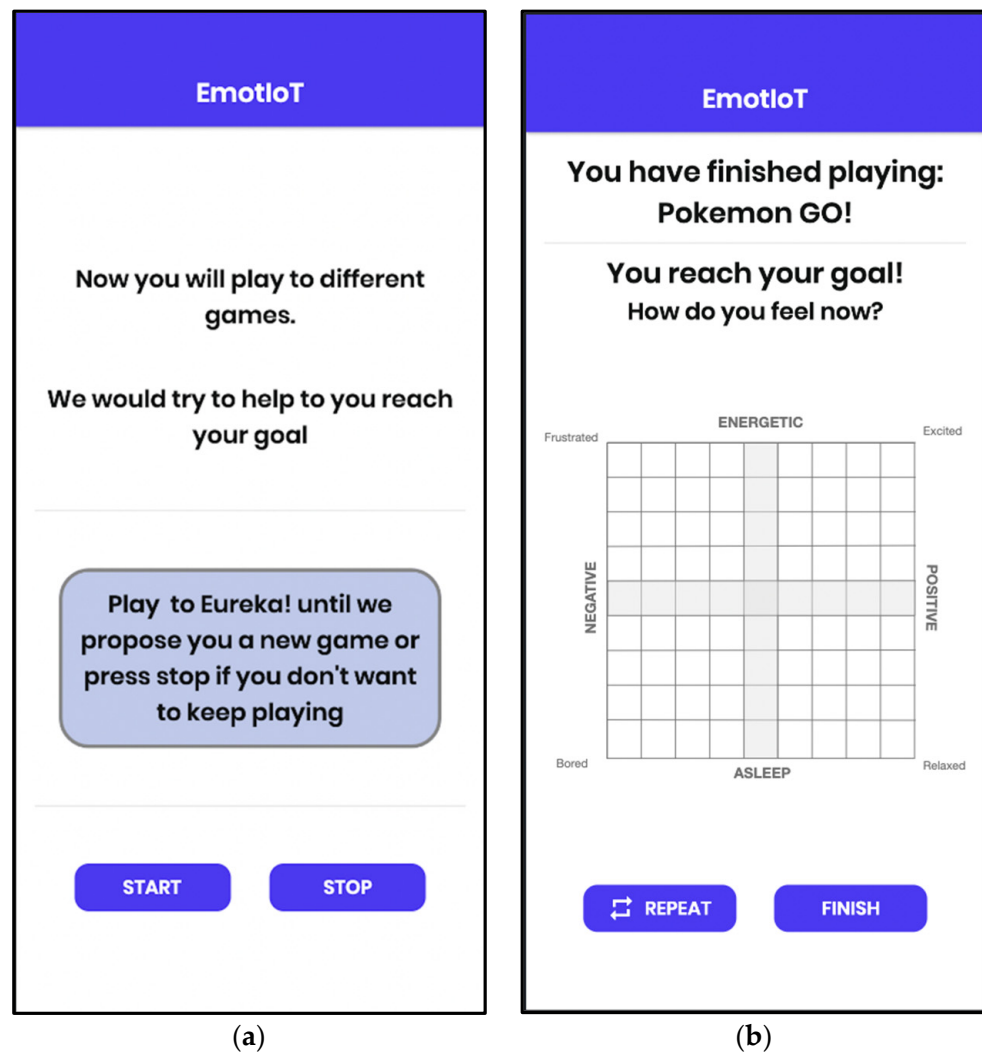 EmotIoT
Now you will play to different
games.
We would try to help to you reach
your goal
Play to Eureka! until we
propose you a new game or
press stop if you don't want
to keep playing
START
STOP
(a)
EmotIoT
You have finished playing:
Pokemon GO!
You reach your goal!
How do you feel now?
ENERGETIC
Frustrated
Excited
NEGATIVE
POSITIVE
Bored
ASLEEP
Relaxed
REPEAT
FINISH
(b)